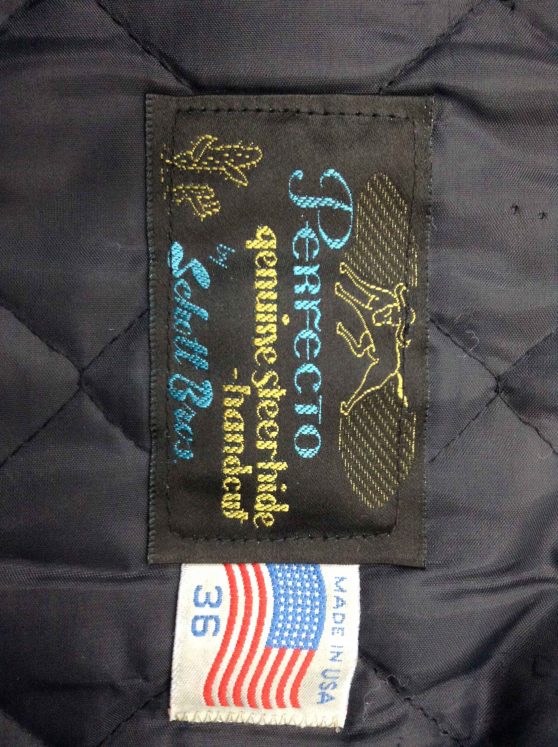 Perfecto
genuine steerhide
-handcut
by
Schott Bros.
MADE IN USA
36